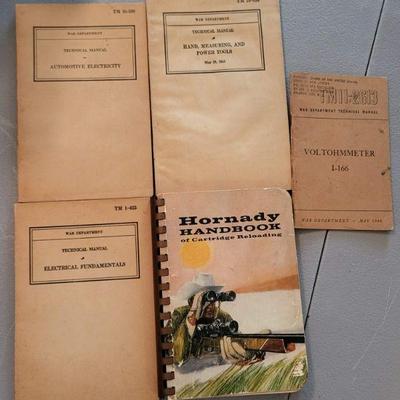 TM 10-580
WAR DEPARTMENT
TECHNICAL MANUAL
AUTOMOTIVE ELECTRICITY
WAR DEPARTMENT
TECHNICAL MANUAL
HAND, MEASURING, AND
POWER TOOLS
TM11-2613
WAR DEPARTMENT TECHNICAL MANUAL
VOLTOHMMETER
I-166
WAR DEPARTMENT • MAY 1944
TM 1-455
WAR DEPARTMENT
TECHNICAL MANUAL
ELECTRICAL FUNDAMENTALS
Hornady
HANDBOOK
of Cartridge Reloading